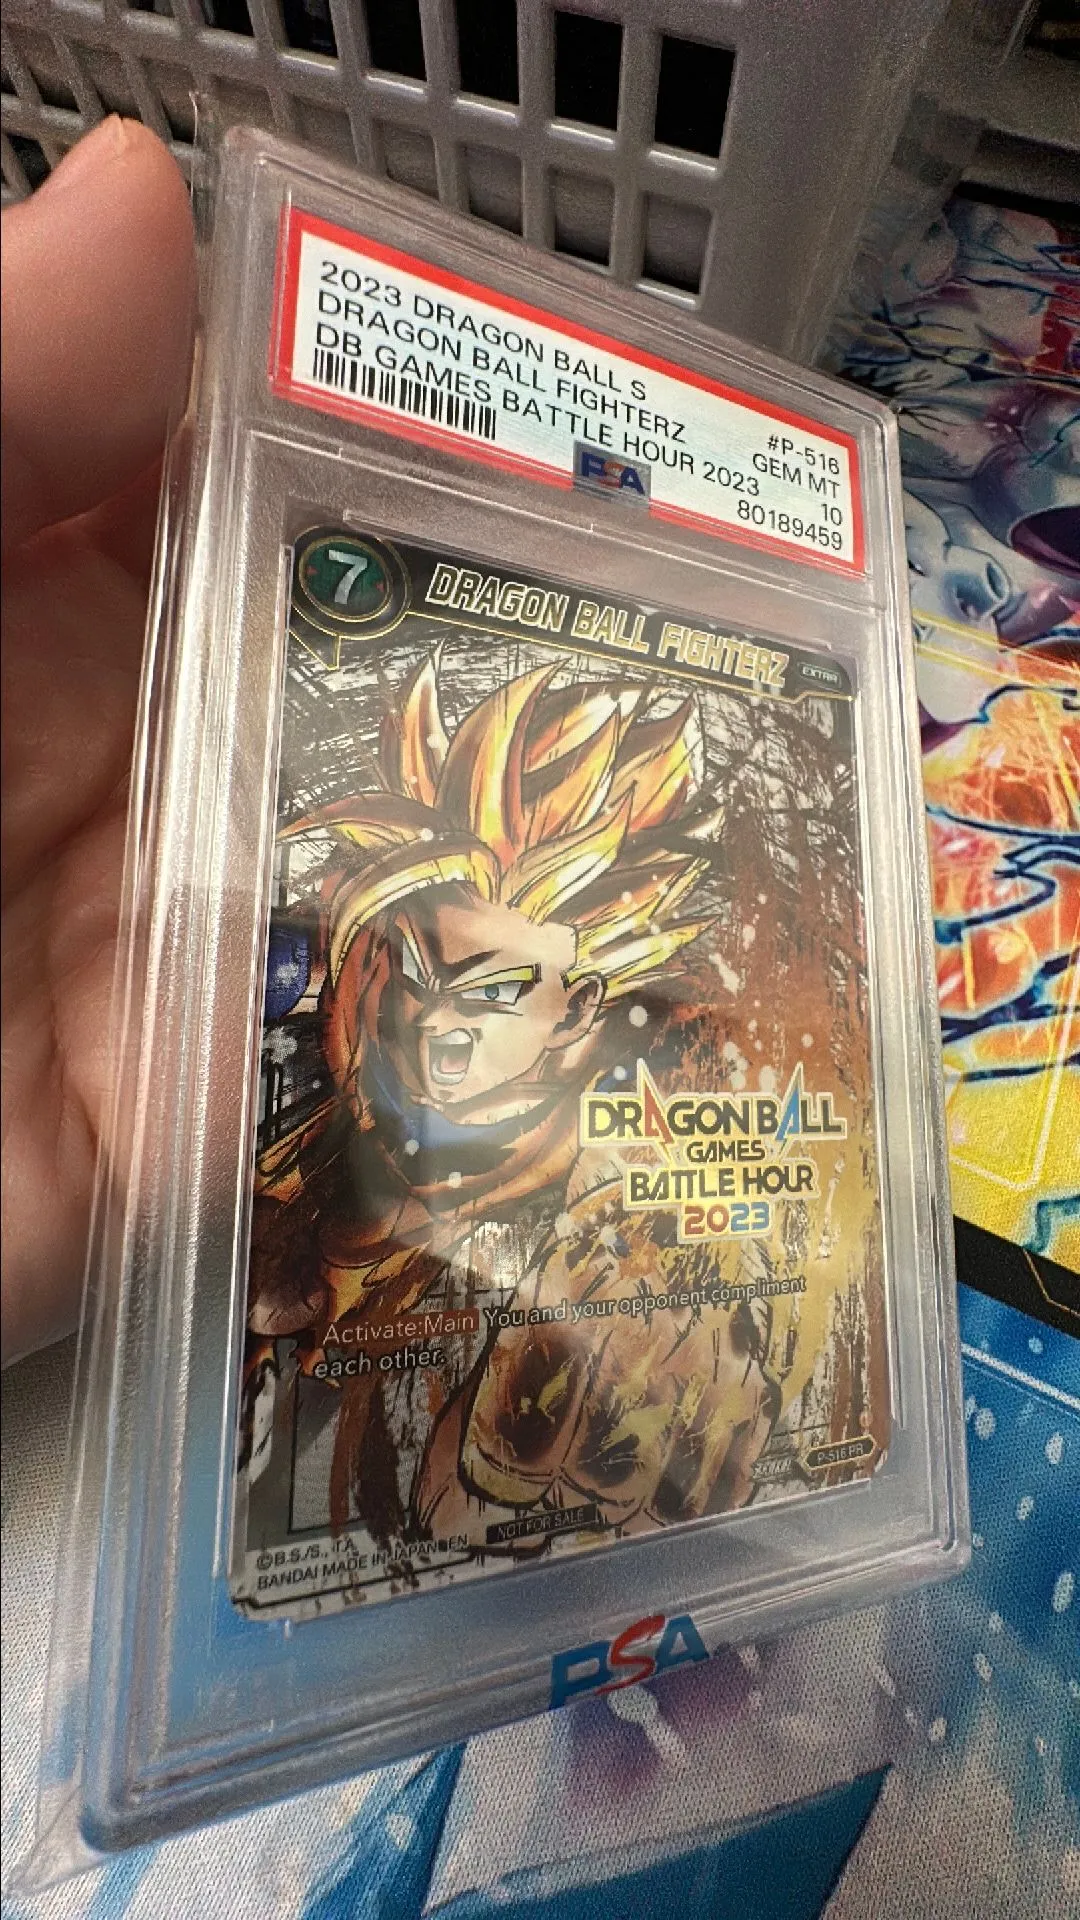 2023 DRAGON BALL S
DRAGON BALL FIGHTERZ
DB GAMES BATTLE HOUR 2023
#P-516
GEM MT
10
80189459
PSA
7
DRAGON BALL FIGHTERZ
EXTRA
DRAGON BALL
GAMES
BATTLE HOUR
2023
Activate:Main You and your opponent compliment
each other.
P-516 PR
NOT FOR SALE
©B.S./S., T.A.
BANDAI MADE IN JAPAN EN
PSA